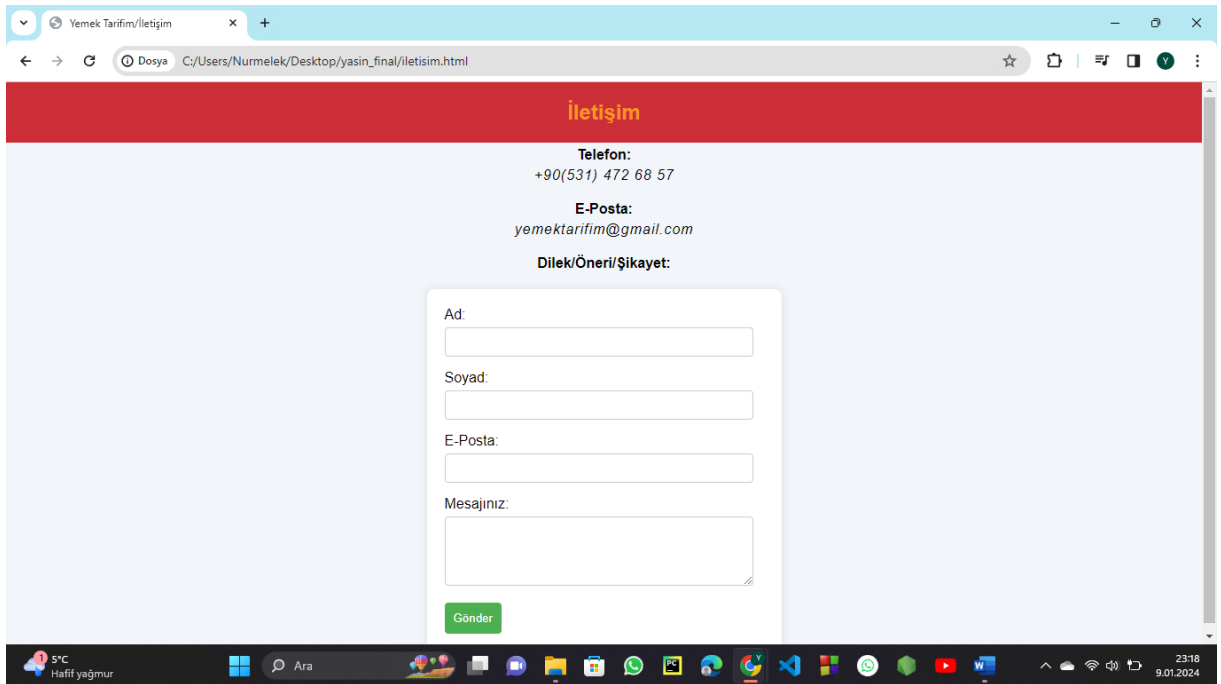 Yemek Tarifim/İletişim
Dosya C:/Users/Nurmelek/Desktop/yasin_final/iletisim.html
Y
İletişim
Telefon:
+90(531) 472 68 57
E-Posta:
yemektarifim@gmail.com
Dilek/Öneri/Şikayet:
Ad:
Soyad:
E-Posta:
Mesajınız:
Gönder
1
5°C
Hafif yağmur
Ara
PC
Y
W
23:18
9.01.2024